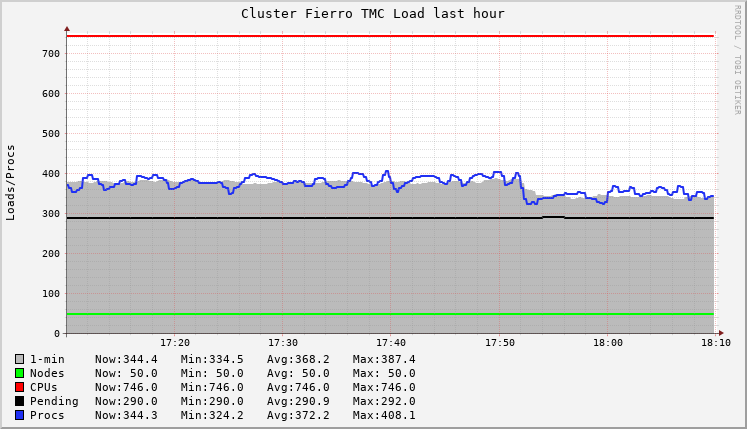 Cluster Fierro TMC Load last hour
RRDTOOL / TOBI OETIKER
Loads/Procs
700
600
500
400
300
200
100
0
17:20 17:30 17:40 17:50 18:00 18:10
1-min Now:344.4 Min:334.5 Avg:368.2 Max:387.4
Nodes Now: 50.0 Min: 50.0 Avg: 50.0 Max: 50.0
CPUs Now:746.0 Min:746.0 Avg:746.0 Max:746.0
Pending Now:290.0 Min:290.0 Avg:290.9 Max:292.0
Procs Now:344.3 Min:324.2 Avg:372.2 Max:408.1